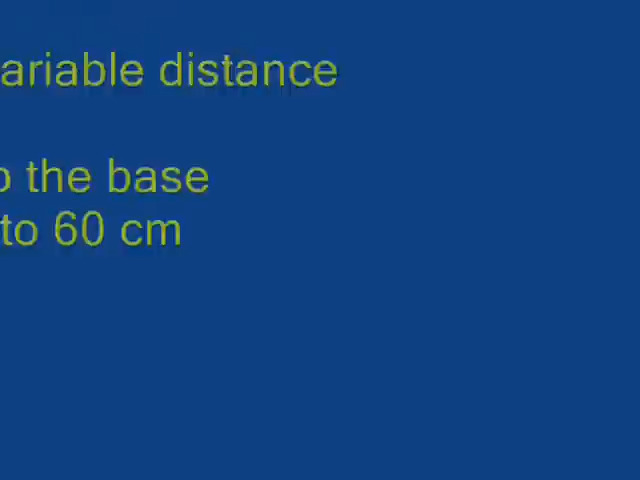 ariable distance
the base
to 60 cm